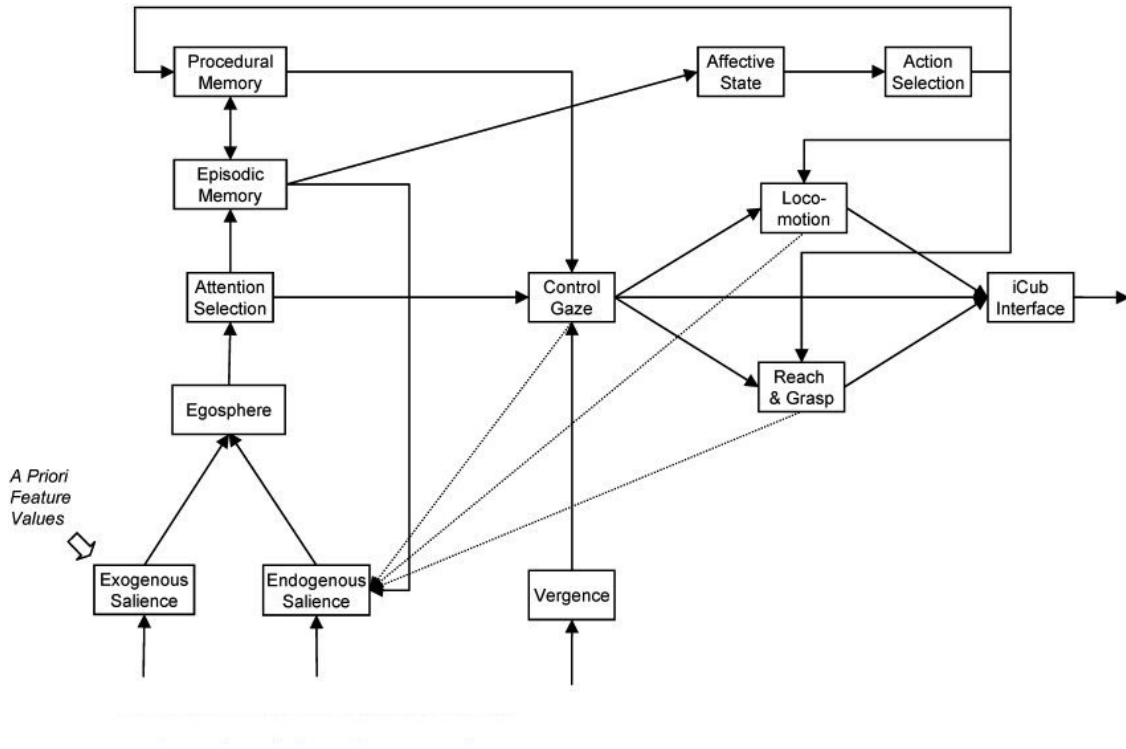 Procedural
Memory
Affective
State
Action
Selection
Episodic
Memory
Loco-
motion
Attention
Selection
Control
Gaze
iCub
Interface
Reach
& Grasp
Egosphere
A Priori
Feature
Values
Exogenous
Salience
Endogenous
Salience
Vergence